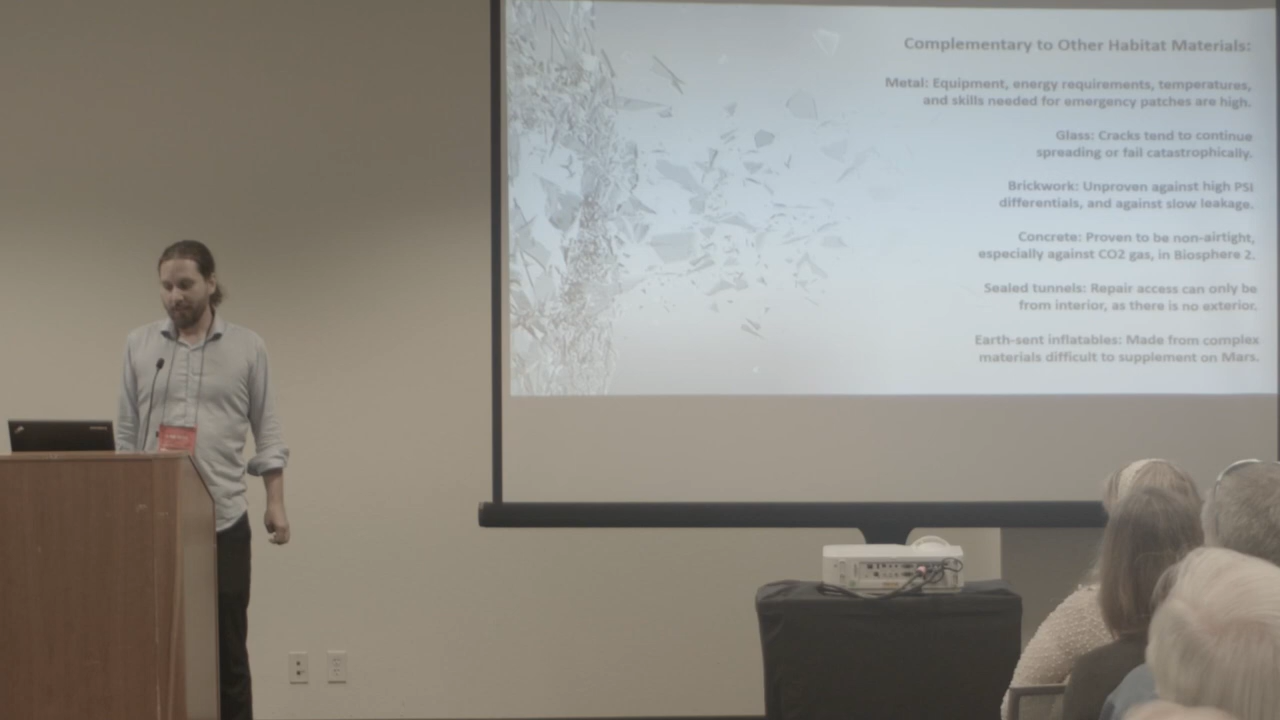 Complementary to Other Habitat Materials:
Metal: Equipment, energy requirements, temperatures,
and skills needed for emergency patches are high.
Glass: Cracks tend to continue
spreading or fail catastrophically.
Brickwork: Unproven against high PSI
differentials, and against slow leakage.
Concrete: Proven to be non-airtight,
especially against CO2 gas, in Biosphere 2.
Sealed tunnels: Repair access can only be
from interior, as there is no exterior.
Earth-sent inflatables: Made from complex
materials difficult to supplement on Mars.